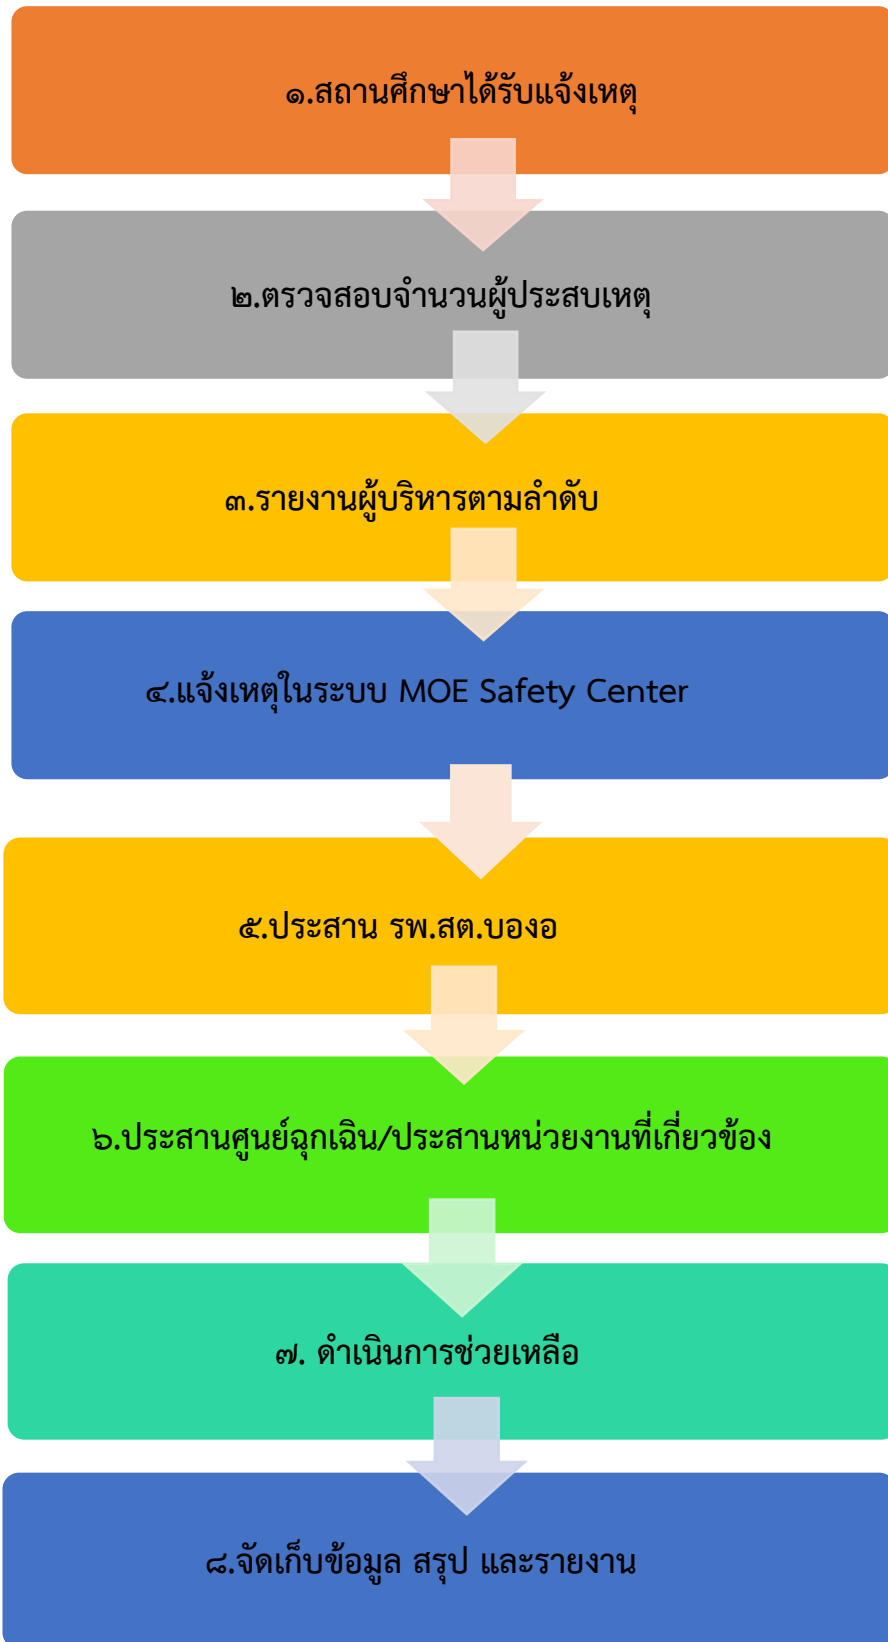 ๑.สถานศึกษาได้รับแจ้งเหตุ
๒.ตรวจสอบจำนวนผู้ประสบเหตุ
๓.รายงานผู้บริหารตามลำดับ
๔.แจ้งเหตุในระบบ MOE Safety Center
๕.ประสาน รพ.สต.บองอ
๖.ประสานศูนย์ฉุกเฉิน/ประสานหน่วยงานที่เกี่ยวข้อง
๗. ดำเนินการช่วยเหลือ
๘.จัดเก็บข้อมูล สรุป และรายงาน